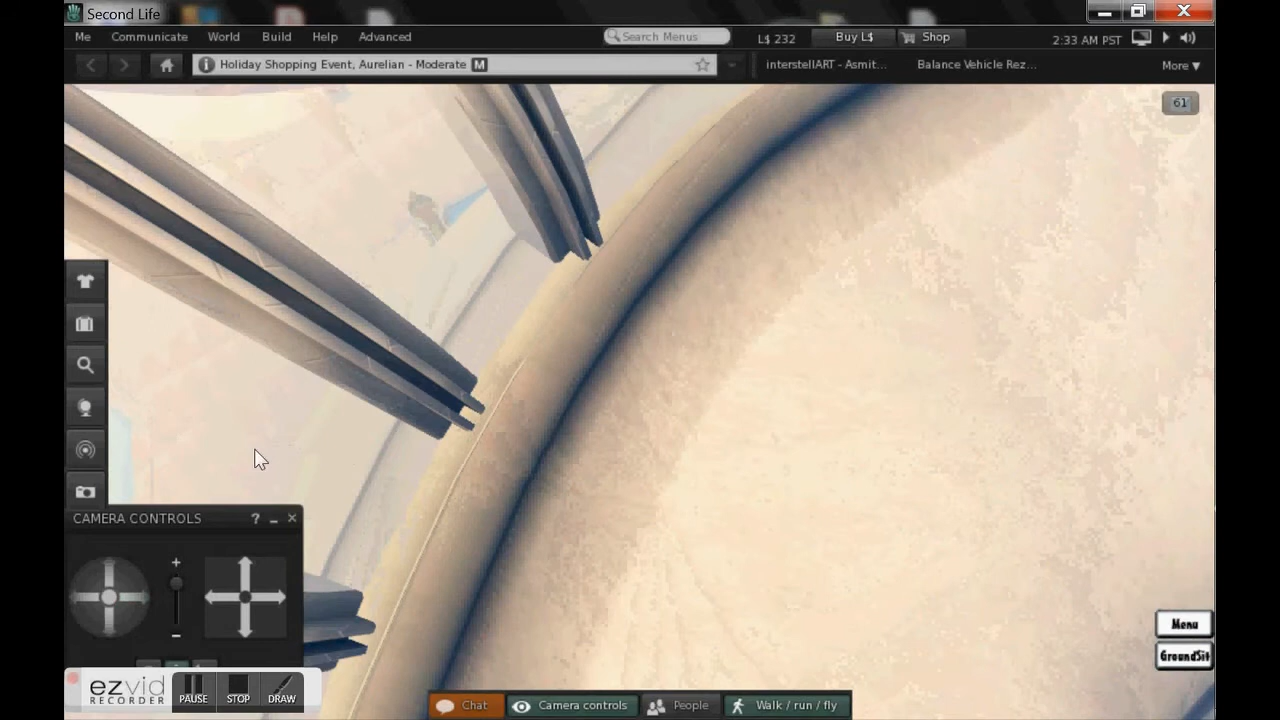 Second Life
Me Communicate World Build Help Advanced Search Menus L$ 232 Buy L$ Shop 2:33 AM PST
Holiday Shopping Event, Aurelian - Moderate M interstellART - Asmit... Balance Vehicle Rez... More
61
CAMERA CONTROLS ?
+
-
Menu
GroundSit
ezvid
RECORDER
PAUSE STOP DRAW
Chat Camera controls People Walk / run / fly